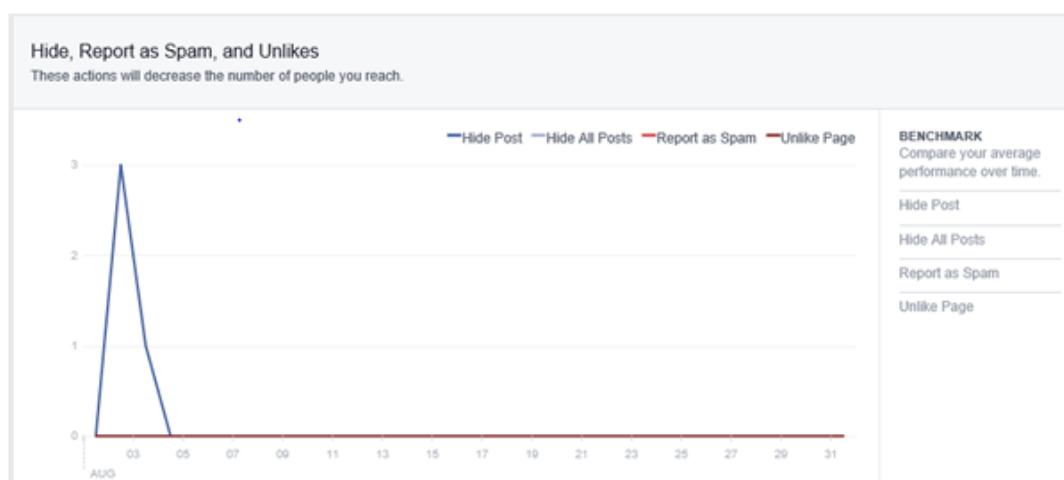 Hide, Report as Spam, and Unlikes
These actions will decrease the number of people you reach.
Hide Post Hide All Posts Report as Spam Unlike Page
3
2
1
0
03 05 07 09 11 13 15 17 19 21 23 25 27 29 31
AUG
BENCHMARK
Compare your average
performance over time.
Hide Post
Hide All Posts
Report as Spam
Unlike Page